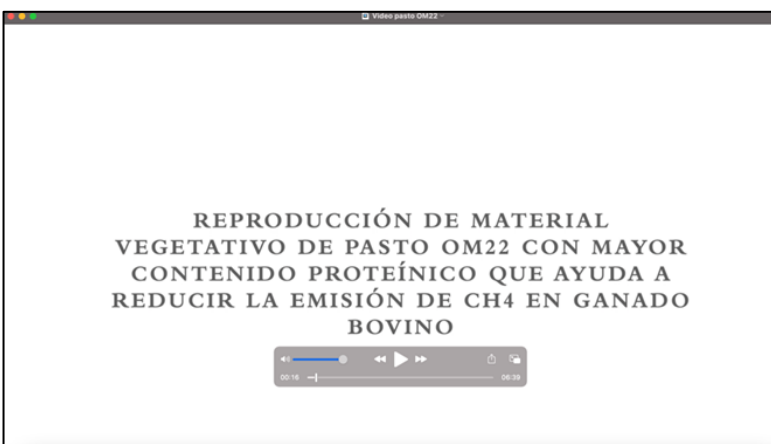 Video pasto OM22
REPRODUCCIÓN DE MATERIAL
VEGETATIVO DE PASTO OM22 CON MAYOR
CONTENIDO PROTEÍNICO QUE AYUDA A
REDUCIR LA EMISIÓN DE CH4 EN GANADO
BOVINO
00:16 06:39